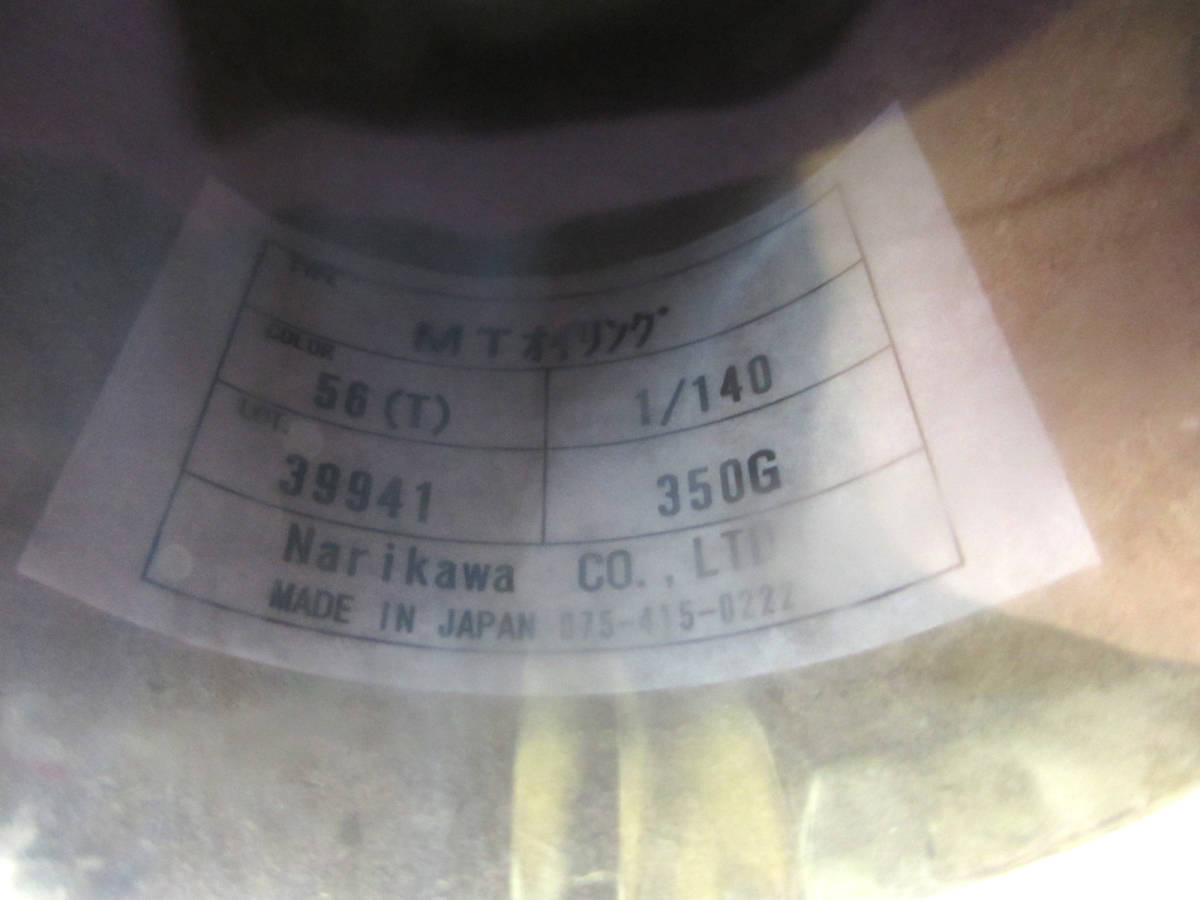 TYPE
MTオイリング
COLOR
56(T) 1/140
LOT.
39941 350G
Narikawa CO.,LTD
MADE IN JAPAN 075-415-0222